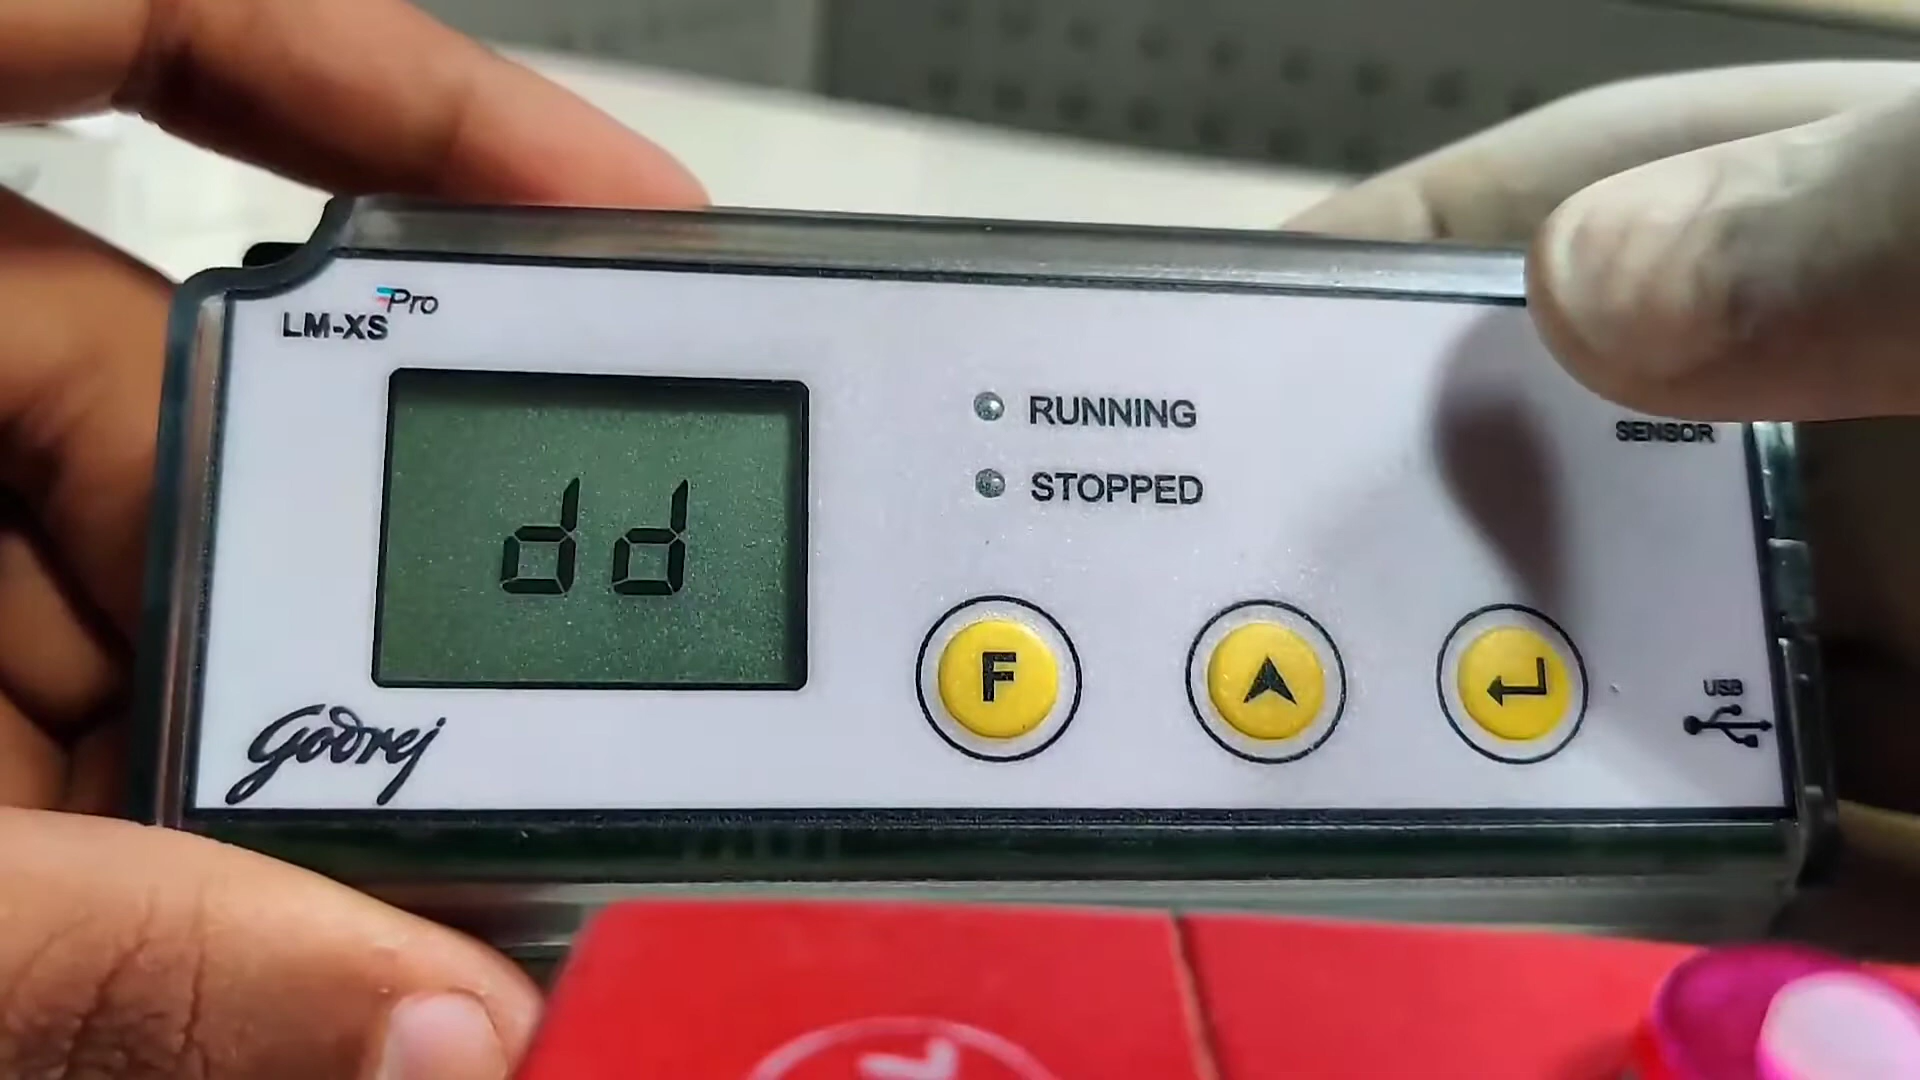 LM-XS Pro
RUNNING
STOPPED
SENSOR
dd
F
USB
Godrej